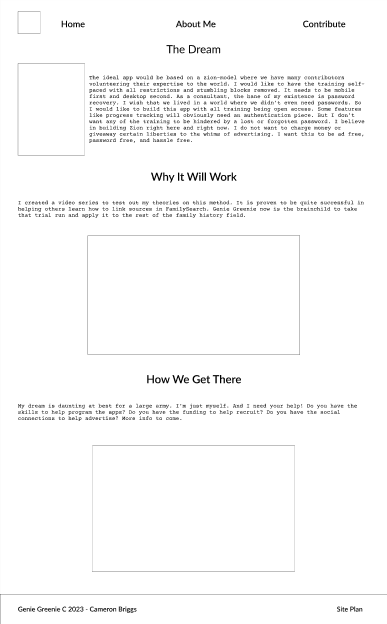 Home About Me Contribute
The Dream
The ideal app would be based on a Zion-model where we have many contributors
volunteering their expertise to the world. I would like to have the training self-
paced with all restrictions and stumbling blocks removed. It needs to be mobile
first and desktop second. As a consultant, the bane of my existence is password
recovery. I wish that we lived in a world where we didn't even need passwords. So
I would like to build this app with all training being open source. Some features
like progress tracking will obviously need an authentication piece. But I don't
want any of the training to be hindered by a lost or forgotten password. I believe
in building Zion right here and right now. I do not want to charge money or
giveaway certain liberties to the whims of advertising. I want this to be ad free,
password free, and hassle free.
Why It Will Work
I created a video series to test out my theories on this method. It is proven to be quite successful in
helping others learn how to link sources in FamilySearch. Genie Greenie now is the brainchild to take
that trial run and apply it to the rest of the family history field.
How We Get There
My dream is daunting at best for a large army. I'm just myself. And I need your help! Do you have the
skills to help program the apps? Do you have the funding to help recruit? Do you have the social
connections to help advertise? More info to come.
Genie Greenie C 2023 - Cameron Briggs Site Plan